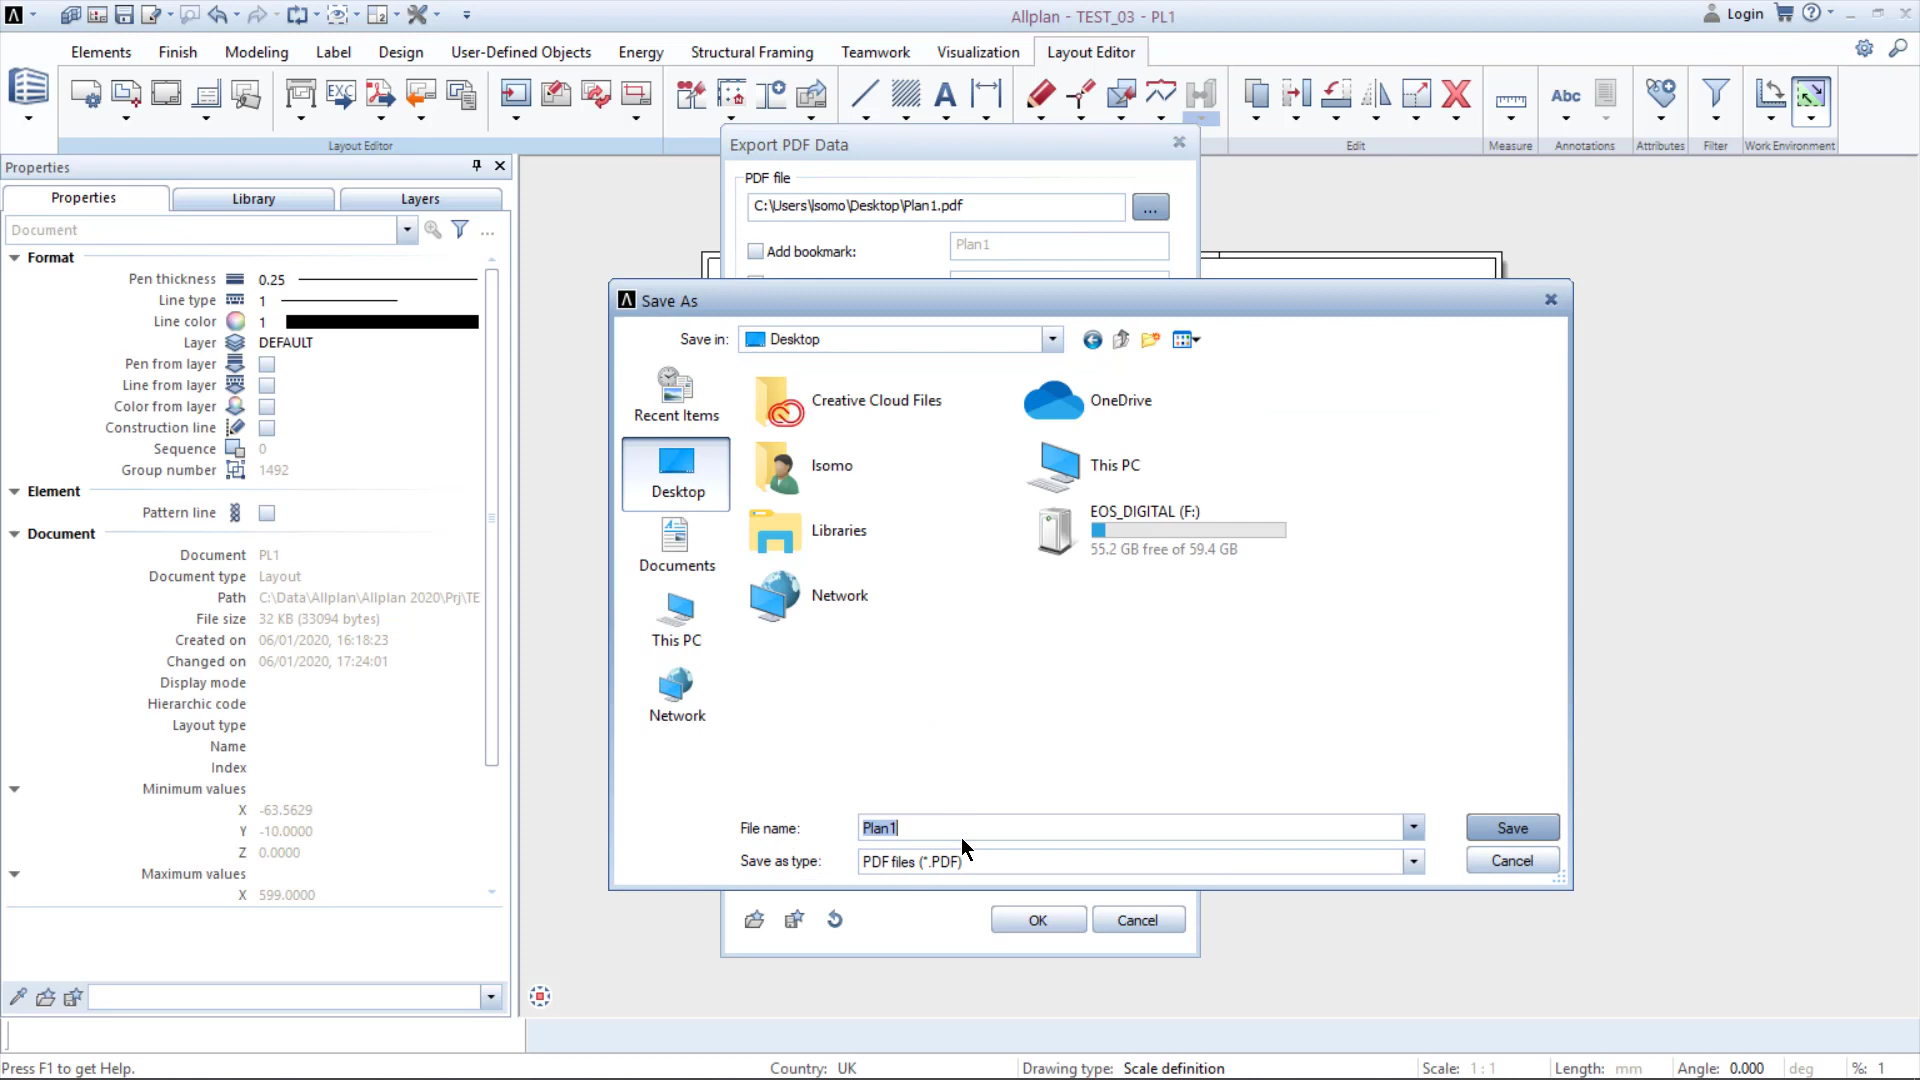 Allplan - TEST_03 - PL1
Login
Elements
Finish
Modeling
Label
Design
User-Defined Objects
Energy
Structural Framing
Teamwork
Visualization
Layout Editor
EXC
A
Abc
Layout Editor
Edit
Measure
Annotations
Attributes
Filter
Work Environment
Properties
Properties
Library
Layers
Document
...
Format
Pen thickness 0.25
Line type 1
Line color 1
Layer DEFAULT
Pen from layer
Line from layer
Color from layer
Construction line
Sequence 0
Group number 1492
Element
Pattern line
Document
Document PL1
Document type Layout
Path C:\Data\Allplan\Allplan 2020\Prj\TE
File size 32 KB (33094 bytes)
Created on 06/01/2020, 16:18:23
Changed on 06/01/2020, 17:24:01
Display mode
Hierarchic code
Layout type
Name
Index
Minimum values
X -63.5629
Y -10.0000
Z 0.0000
Maximum values
X 599.0000
Export PDF Data
PDF file
C:\Users\Isomo\Desktop\Plan1.pdf
...
Add bookmark:
Plan1
Save As
Save in:
Desktop
Recent Items
Desktop
Documents
This PC
Network
Creative Cloud Files
Isomo
Libraries
Network
OneDrive
This PC
EOS_DIGITAL (F:)
55.2 GB free of 59.4 GB
File name:
Plan1
Save
Save as type:
PDF files (*.PDF)
Cancel
OK
Cancel
Press F1 to get Help.
Country: UK
Drawing type: Scale definition
Scale: 1 : 1
Length: mm
Angle: 0.000 deg
%: 1